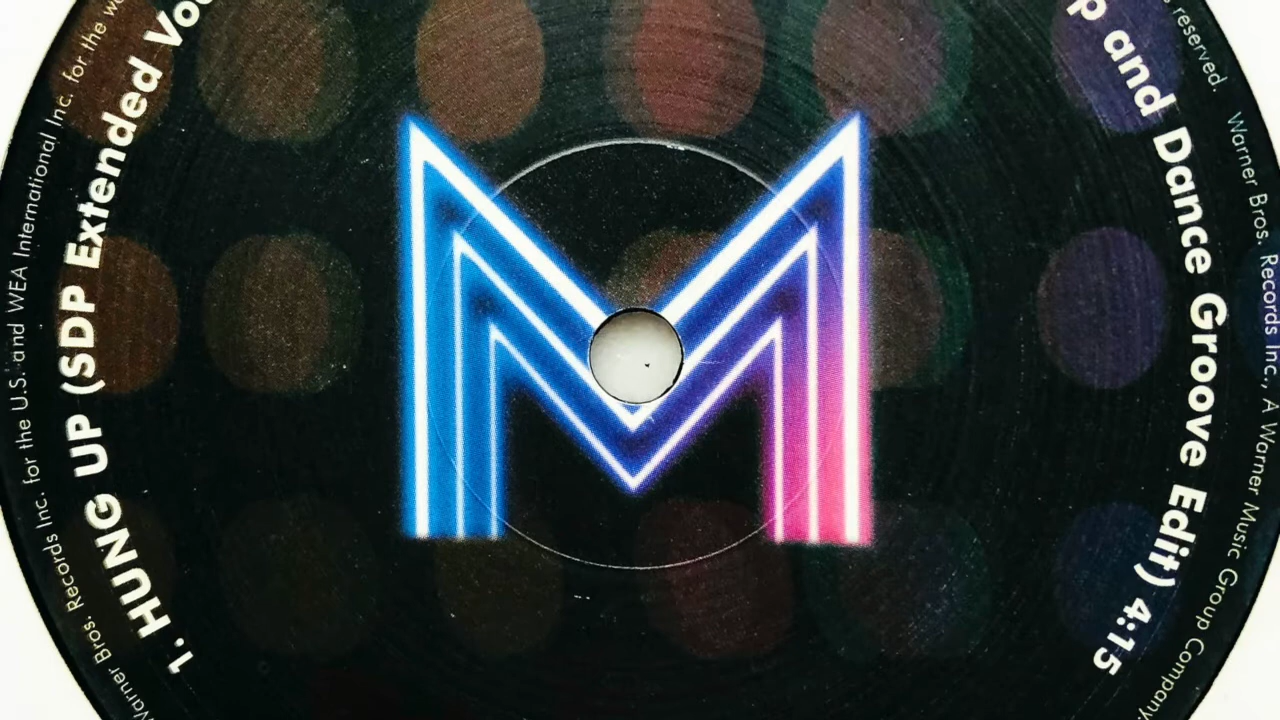 1. HUNG UP (SDP Extended
p and Dance Groove Edit) 4:15
Warner Bros. Records Inc. for the U.S. and WEA International Inc. for the
reserved. Warner Bros. Records Inc., A Warner Music Group Company.
M